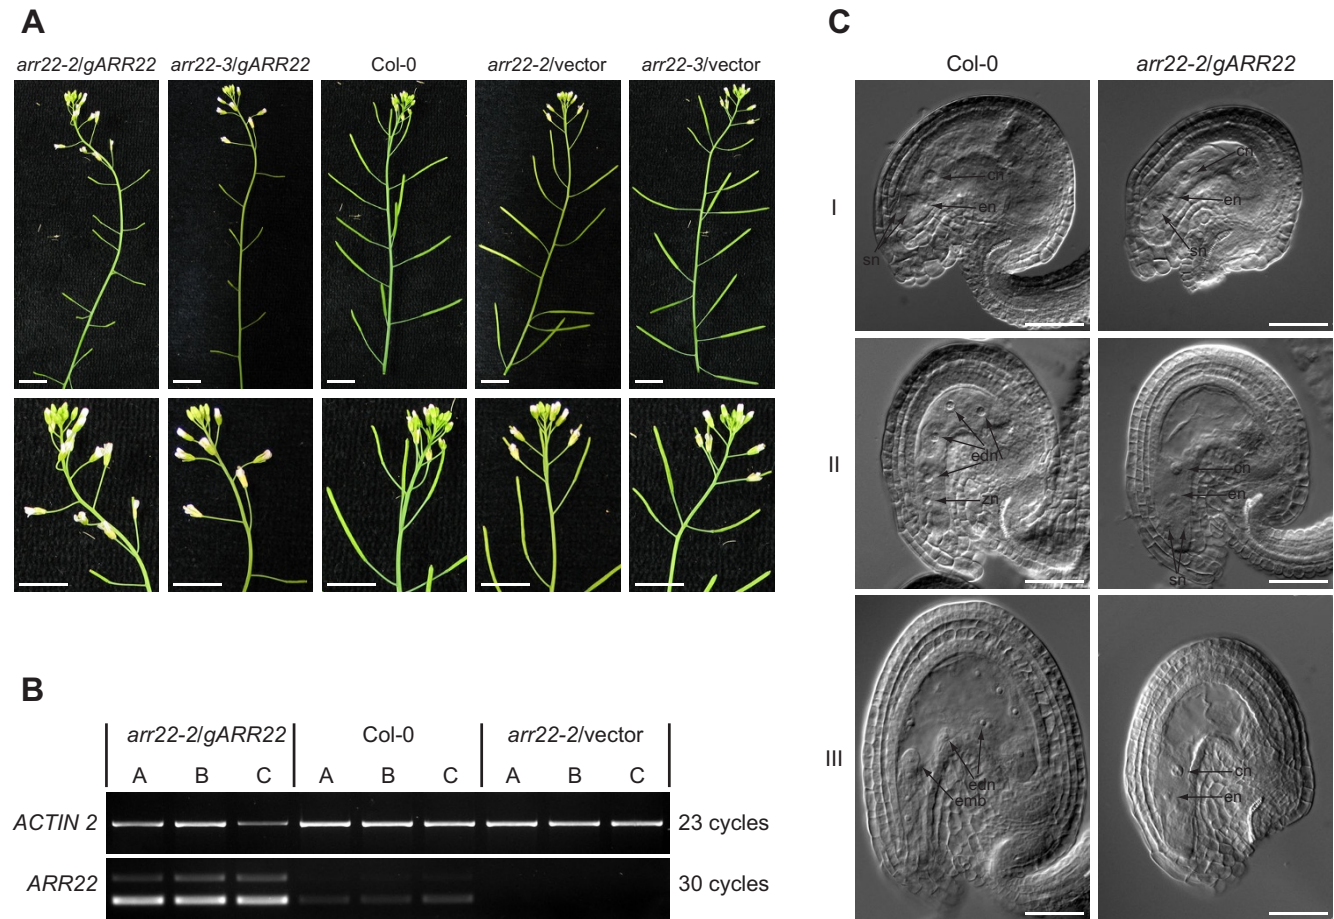 A
arr22-2/gARR22 arr22-3/gARR22 Col-0 arr22-2/vector arr22-3/vector
B
arr22-2/gARR22 Col-0 arr22-2/vector
A B C A B C A B C
ACTIN 2 23 cycles
ARR22 30 cycles
C
Col-0 arr22-2/gARR22
I
cn
en
sn
cn
en
sn
II
edn
zn
cn
en
sn
III
edn
emb
cn
en